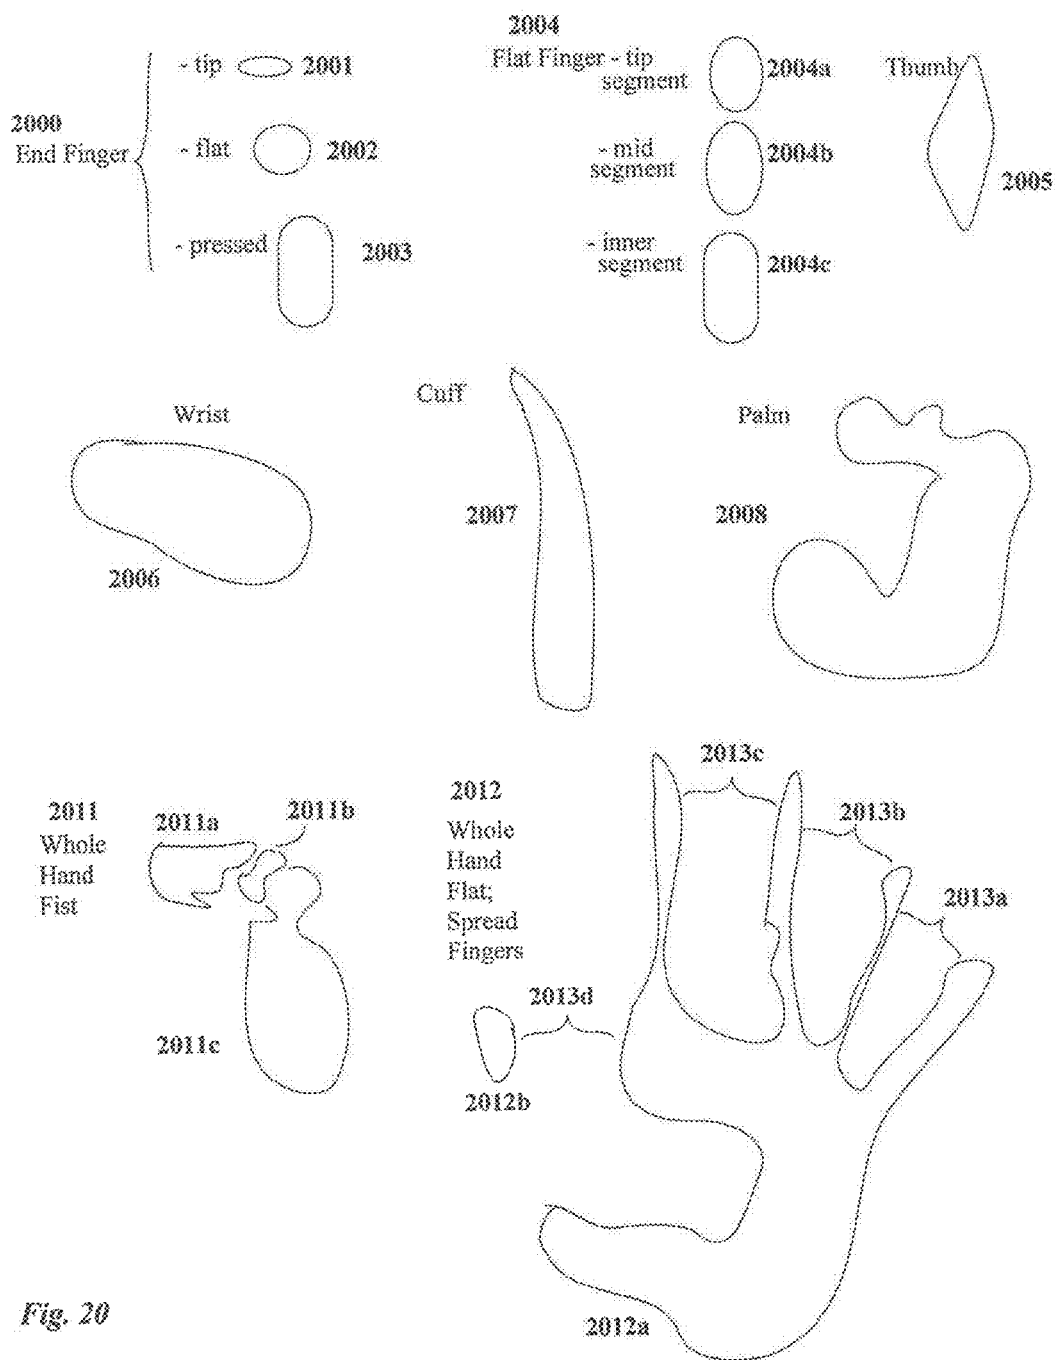 2000
End Finger
- tip
2001
- flat
2002
- pressed
2003
2004
Flat Finger - tip
segment
2004a
- mid
segment
2004b
- inner
segment
2004c
Thumb
2005
Wrist
2006
Cuff
2007
Palm
2008
2011
Whole
Hand
Fist
2011a
2011b
2011c
2012
Whole
Hand
Flat;
Spread
Fingers
2013c
2013b
2013a
2013d
2012b
2012a
Fig. 20